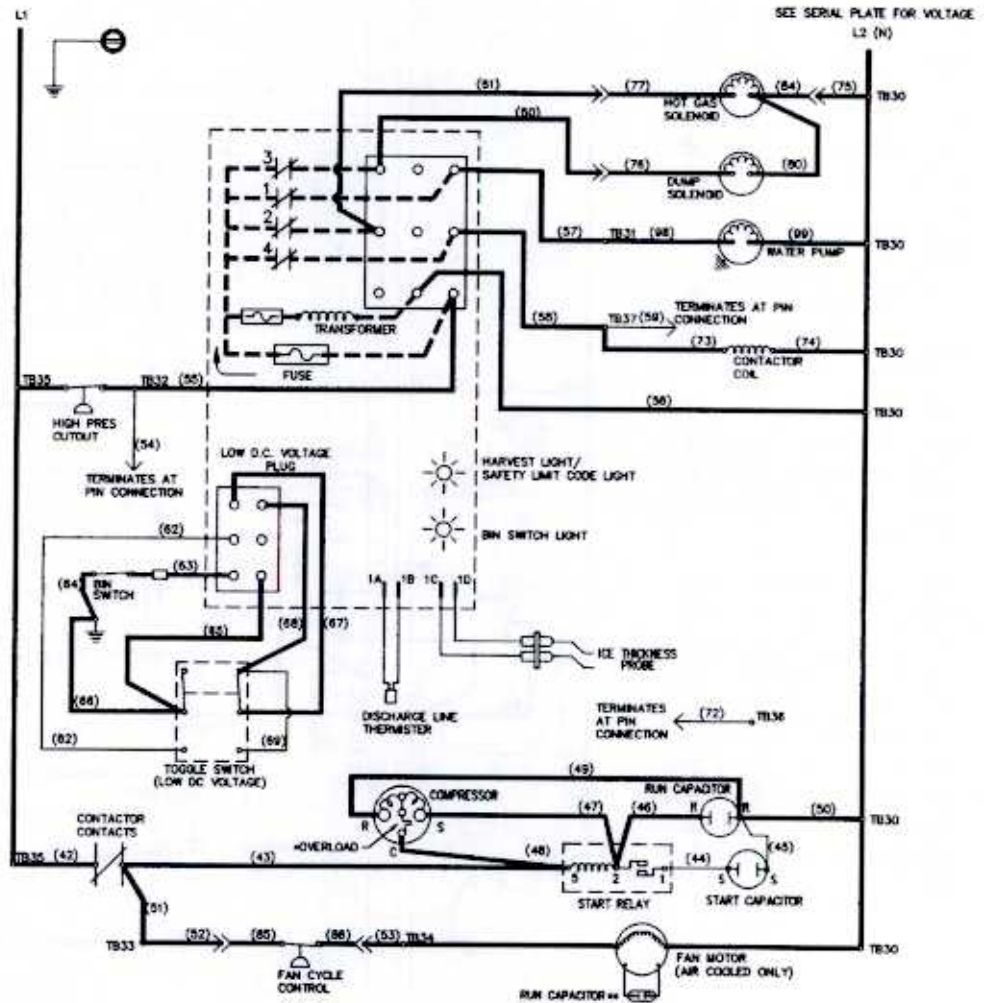 L1
SEE SERIAL PLATE FOR VOLTAGE
L2 (N)
(61)
(77)
HOT GAS
SOLENOID
(84)
(75)
TB30
(60)
(76)
DUMP
SOLENOID
(80)
3
1
2
4
(57)
TB31
(98)
WATER PUMP
(99)
TB30
TRANSFORMER
FUSE
(58)
TB37
(59)
TERMINATES AT PIN
CONNECTION
(73)
(74)
CONTACTOR
COIL
TB30
TB35
TB32
(55)
(56)
TB30
HIGH PRES
CUTOUT
(54)
TERMINATES AT
PIN CONNECTION
LOW D.C. VOLTAGE
PLUG
HARVEST LIGHT/
SAFETY LIMIT CODE LIGHT
BIN SWITCH LIGHT
(62)
(63)
(64)
BIN
SWITCH
1A
1B
1C
1D
(65)
(68)
(67)
ICE THICKNESS
PROBE
(66)
(62)
(69)
DISCHARGE LINE
THERMISTER
TERMINATES
AT PIN
CONNECTION
(72)
TB36
TOGGLE SWITCH
(LOW DC VOLTAGE)
(49)
COMPRESSOR
RUN CAPACITOR
R
S
C
(47)
(46)
(50)
TB30
*OVERLOAD
CONTACTOR
CONTACTS
TB35
(42)
(43)
(48)
5
2
1
(44)
(45)
S
S
START RELAY
START CAPACITOR
(51)
TB33
(52)
(85)
(86)
(53)
TB34
TB30
FAN CYCLE
CONTROL
FAN MOTOR
(AIR COOLED ONLY)
RUN CAPACITOR**